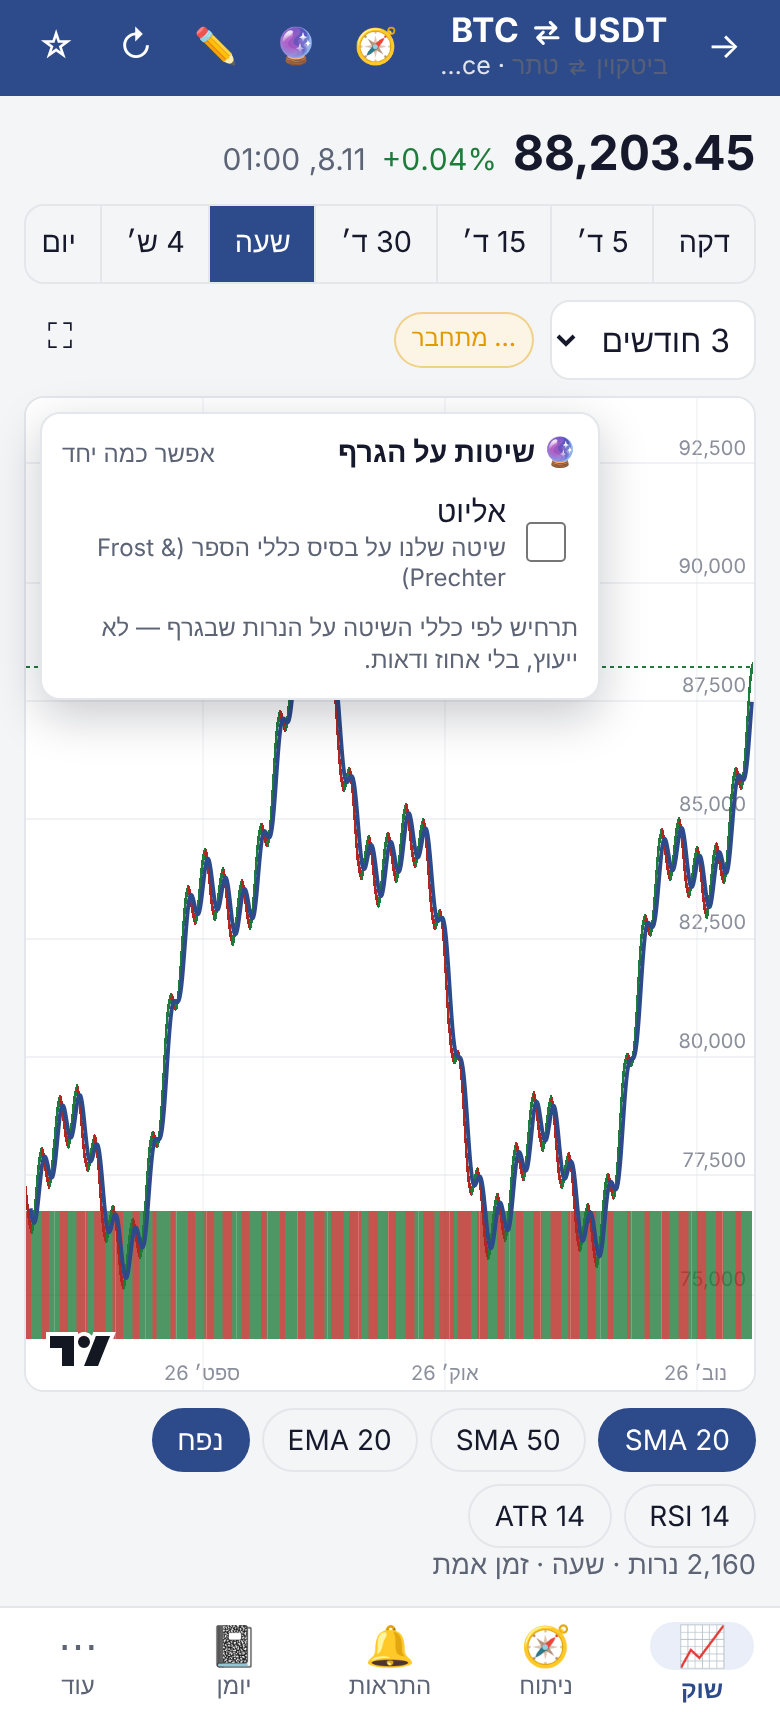 BTC ⇄ USDT
ביטקוין ⇄ טתר · ce...
88,203.45 +0.04% 8.11, 01:00
דקה
5 ד׳
15 ד׳
30 ד׳
שעה
4 ש׳
יום
3 חודשים
מתחבר ...
🔮 שיטות על הגרף
אפשר כמה יחד
אליוט
שיטה שלנו על בסיס כללי הספר (Frost &
Prechter)
תרחיש לפי כללי השיטה על הנרות שבגרף — לא
ייעוץ, בלי אחוז ודאות.
92,500
90,000
87,500
85,000
82,500
80,000
77,500
75,000
ספט׳ 26
אוק׳ 26
נוב׳ 26
SMA 20
SMA 50
EMA 20
נפח
RSI 14
ATR 14
2,160 נרות · שעה · זמן אמת
שוק
ניתוח
התראות
יומן
עוד